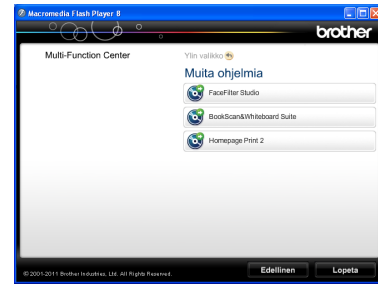 Macromedia Flash Player 8
brother
Multi-Function Center
Ylin valikko
Muita ohjelmia
FaceFilter Studio
BookScan&Whiteboard Suite
Homepage Print 2
© 2001-2011 Brother Industries, Ltd. All Rights Reserved.
Edellinen
Lopeta